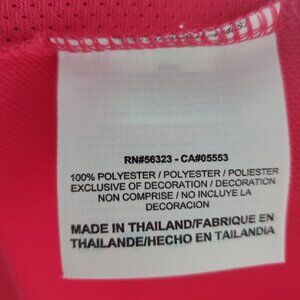 RN#56323 - CA#05553
100% POLYESTER / POLYESTER / POLIESTER
EXCLUSIVE OF DECORATION / DECORATION
NON COMPRISE / NO INCLUYE LA
DECORACION
MADE IN THAILAND/FABRIQUE EN
THAILANDE/HECHO EN TAILANDIA